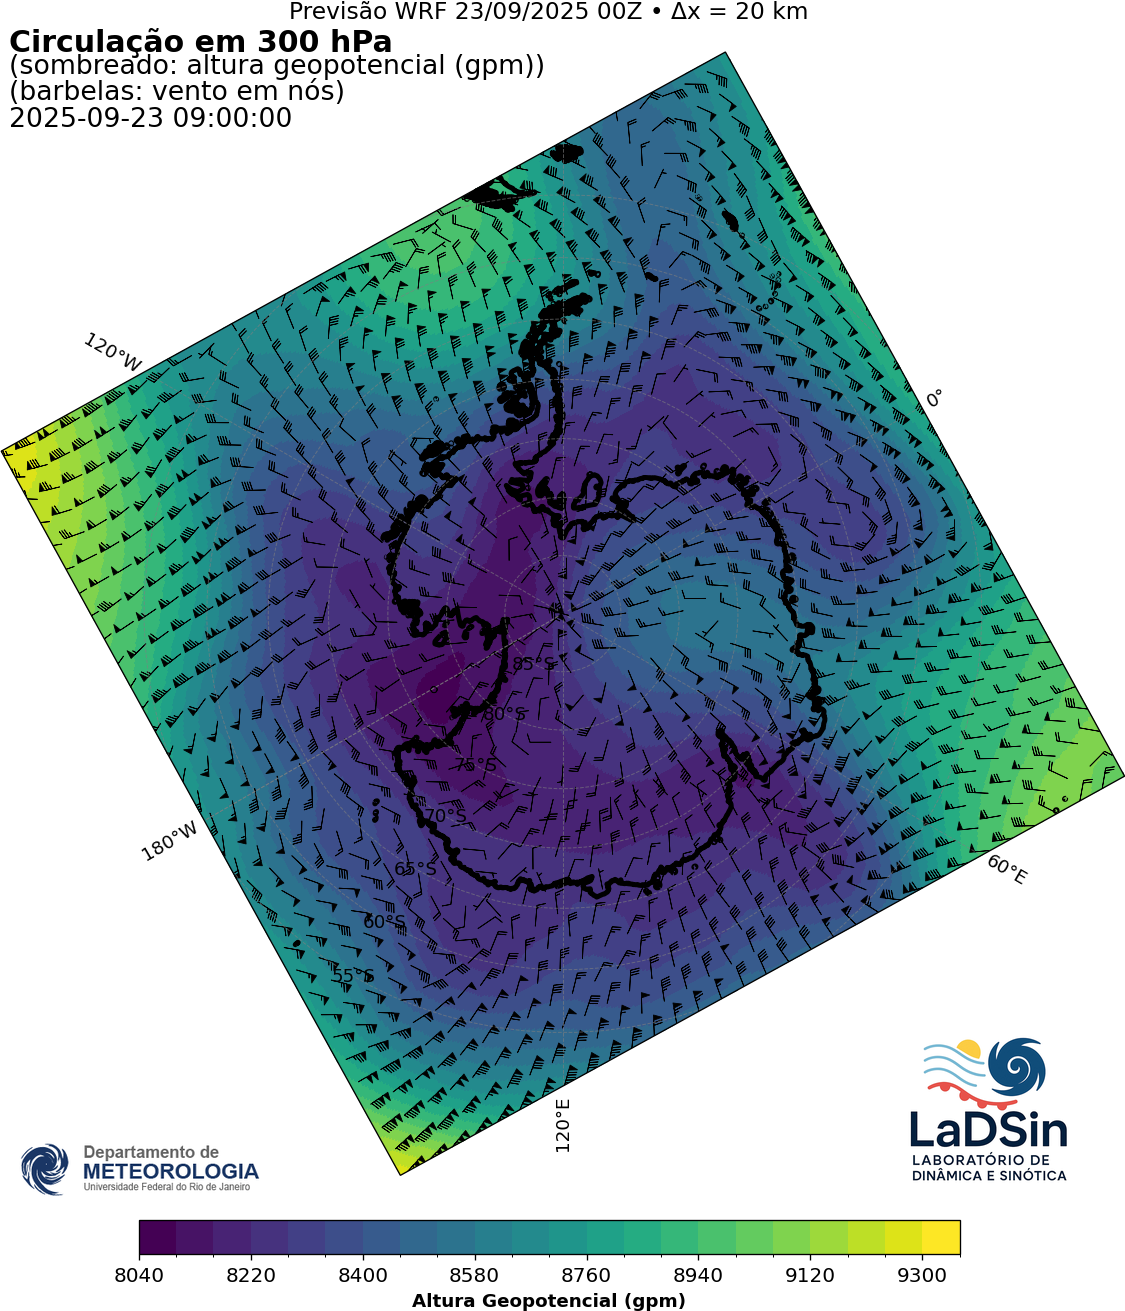 Previsão WRF 23/09/2025 00Z • Δx = 20 km
Circulação em 300 hPa
(sombreado: altura geopotencial (gpm))
(barbelas: vento em nós)
2025-09-23 09:00:00
120°W
0°
85°S
80°S
75°S
70°S
180°W
65°S
60°E
60°S
55°S
120°E
Departamento de
METEOROLOGIA
Universidade Federal do Rio de Janeiro
LaDSin
LABORATÓRIO DE
DINÂMICA E SINÓTICA
8040 8220 8400 8580 8760 8940 9120 9300
Altura Geopotencial (gpm)